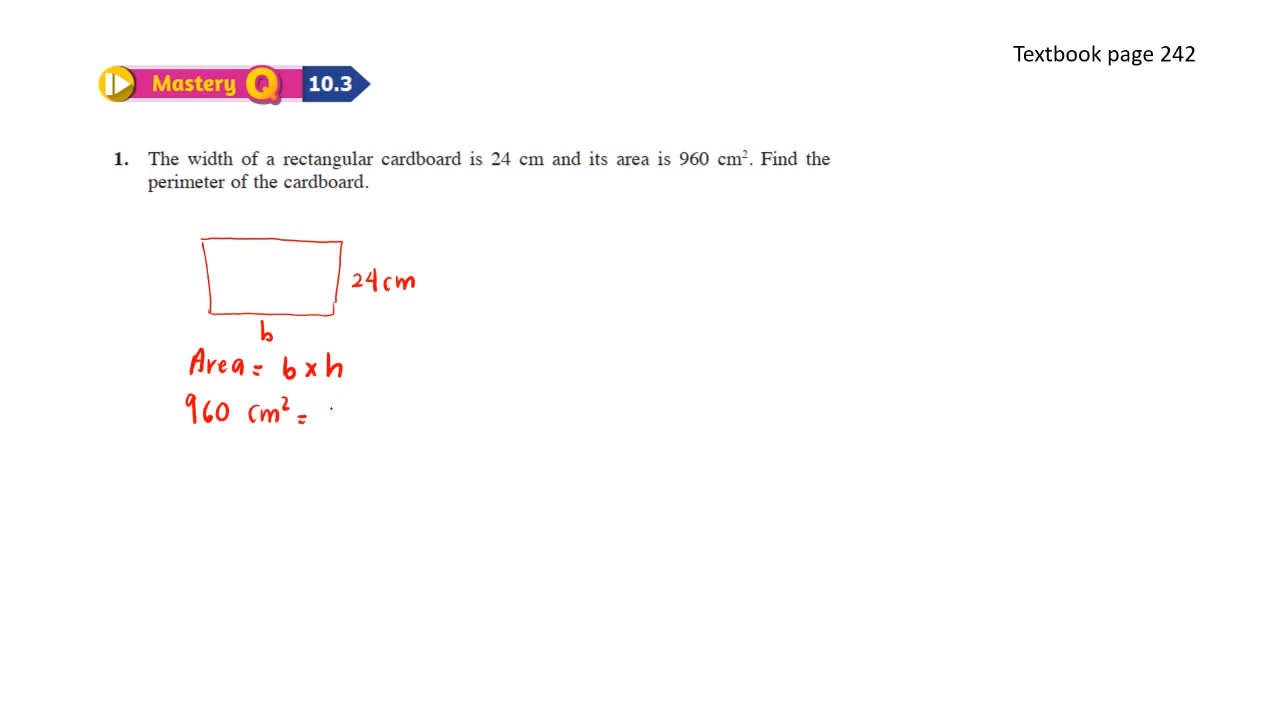 Textbook page 242
Mastery Q 10.3
1. The width of a rectangular cardboard is 24 cm and its area is 960 cm². Find the
perimeter of the cardboard.
24cm
b
Area = b x h
960 cm² =